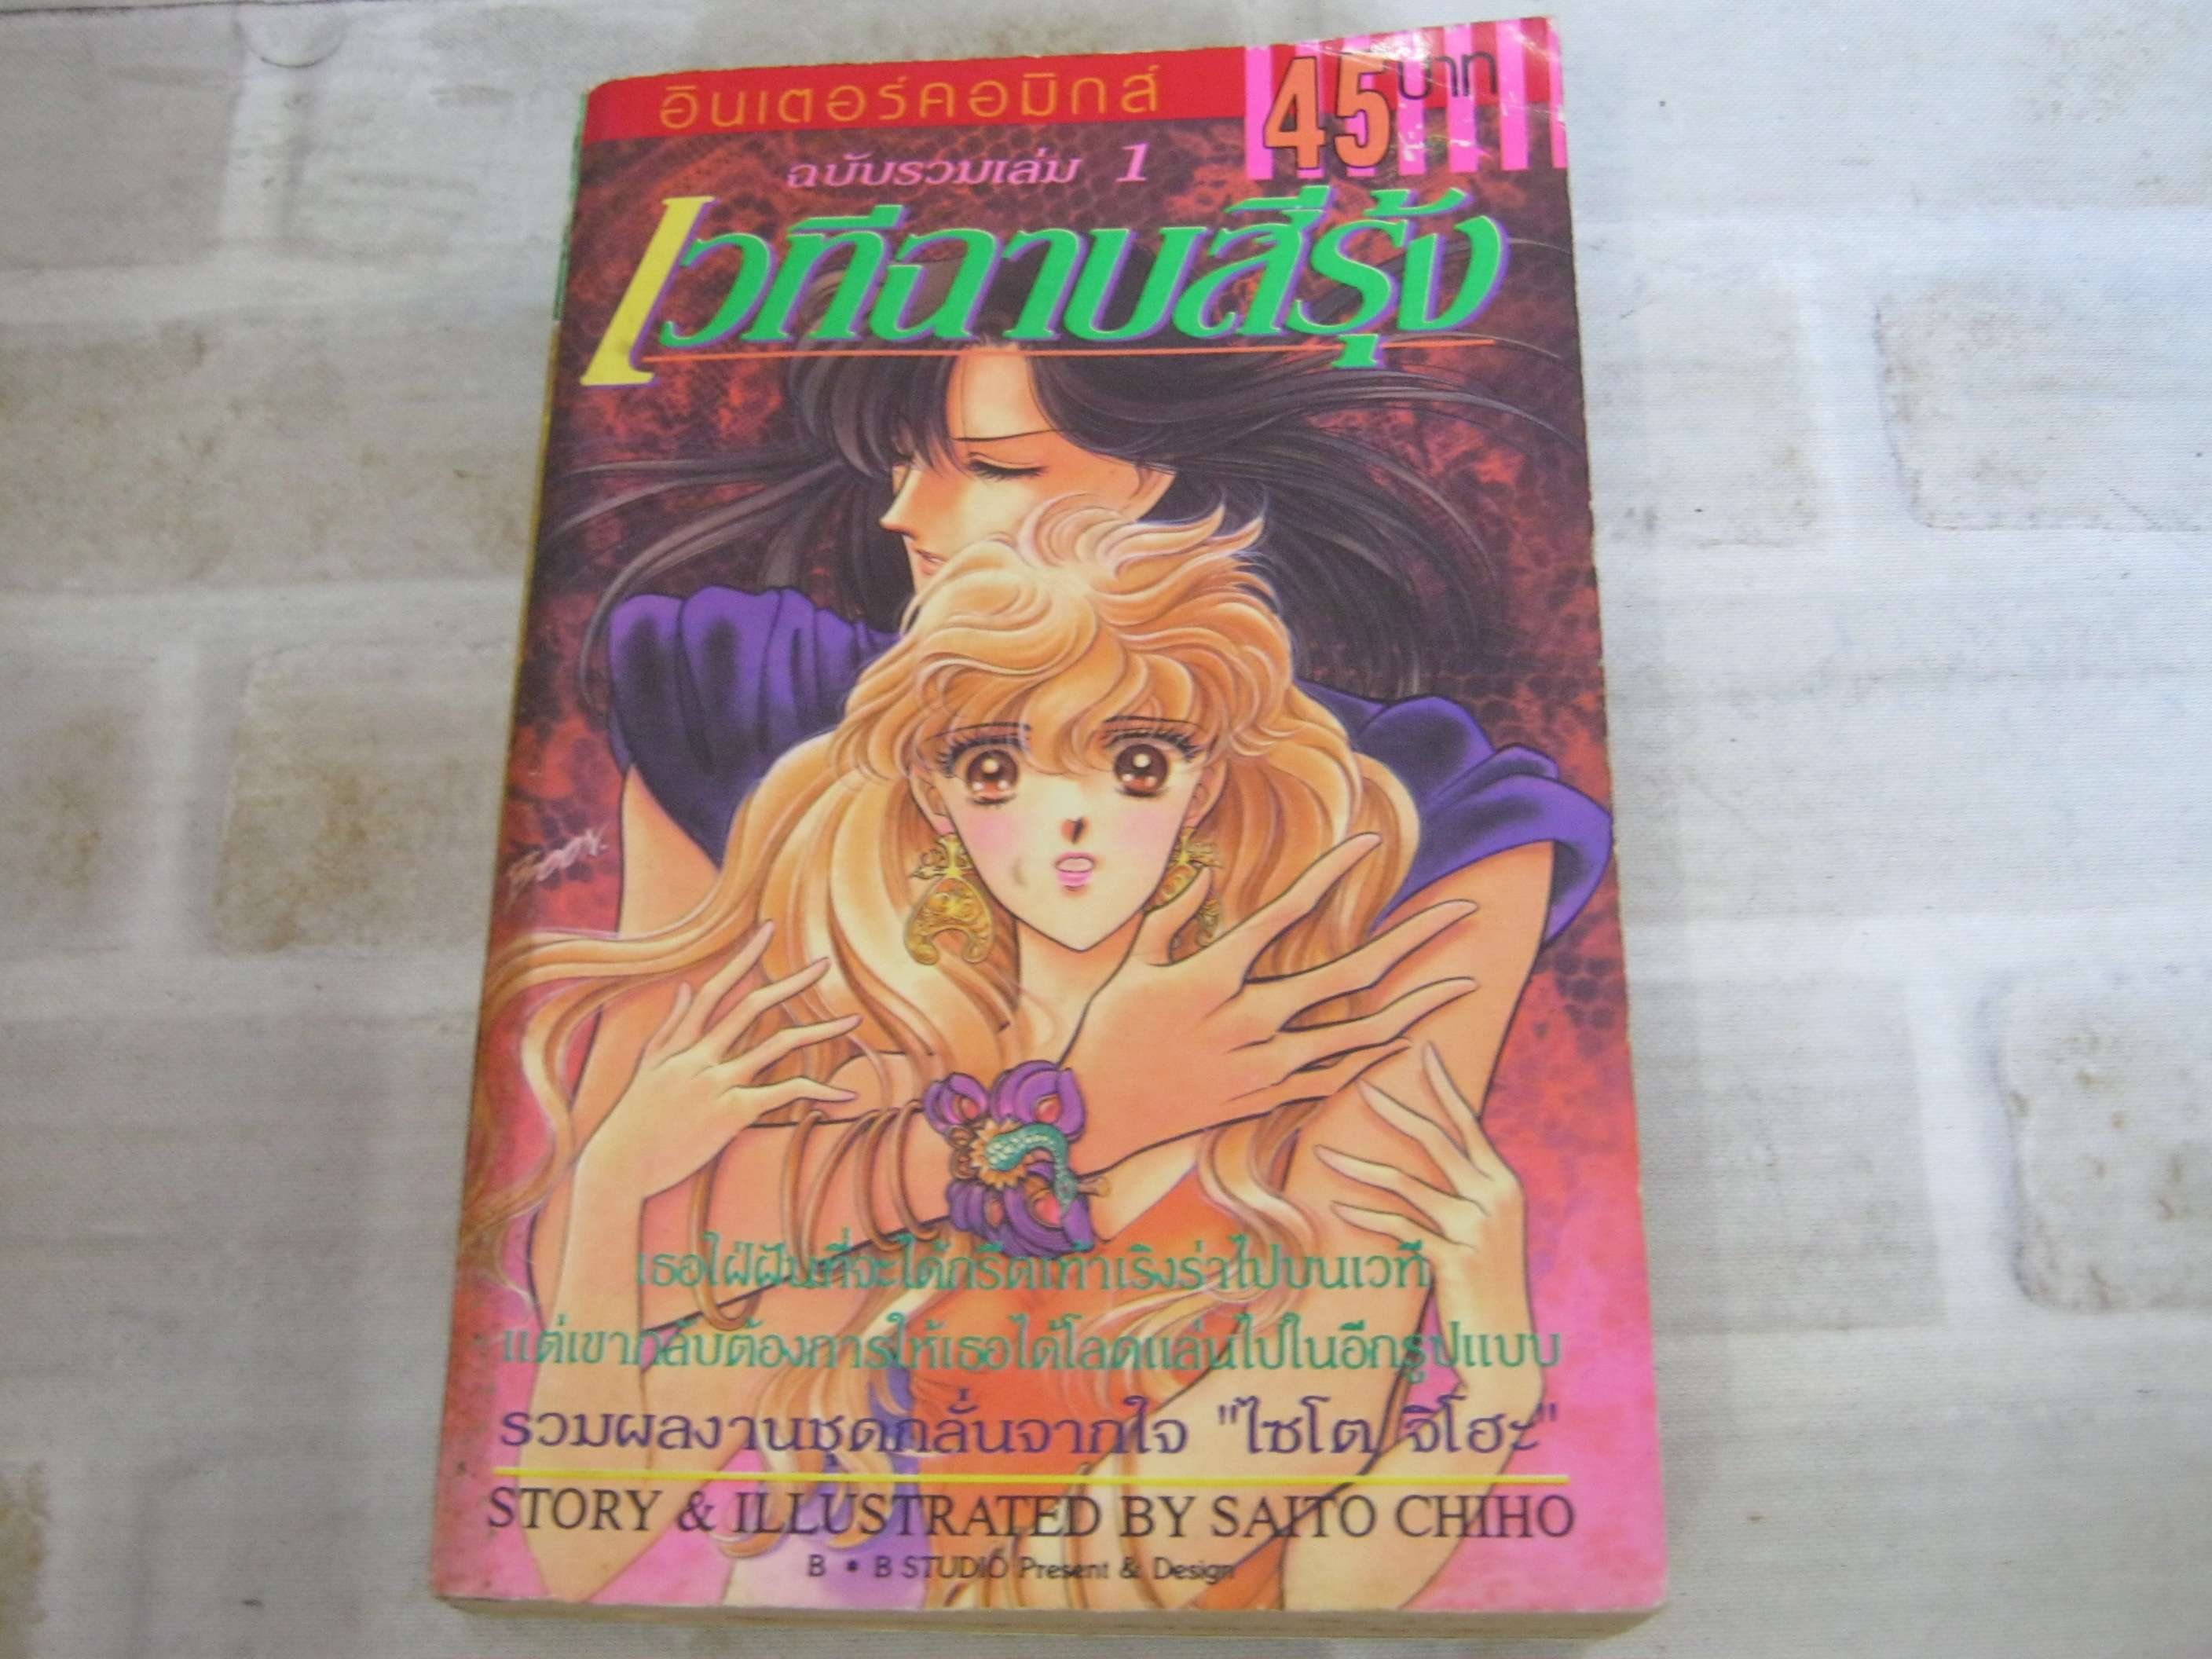 อินเตอร์คอมิกส์
45 บาท
ฉบับรวมเล่ม 1
เวทีฉาบสีรุ้ง
เธอใฝ่ฝันที่จะได้กรีดเท้าเริงร่าไปบนเวที
แต่เขากลับต้องการให้เธอได้โลดแล่นไปในอีกรูปแบบ
รวมผลงานชุดกลั่นจากใจ "ไซโต จิโฮะ"
STORY & ILLUSTRATED BY SAITO CHIHO
B • B STUDIO Present & Design